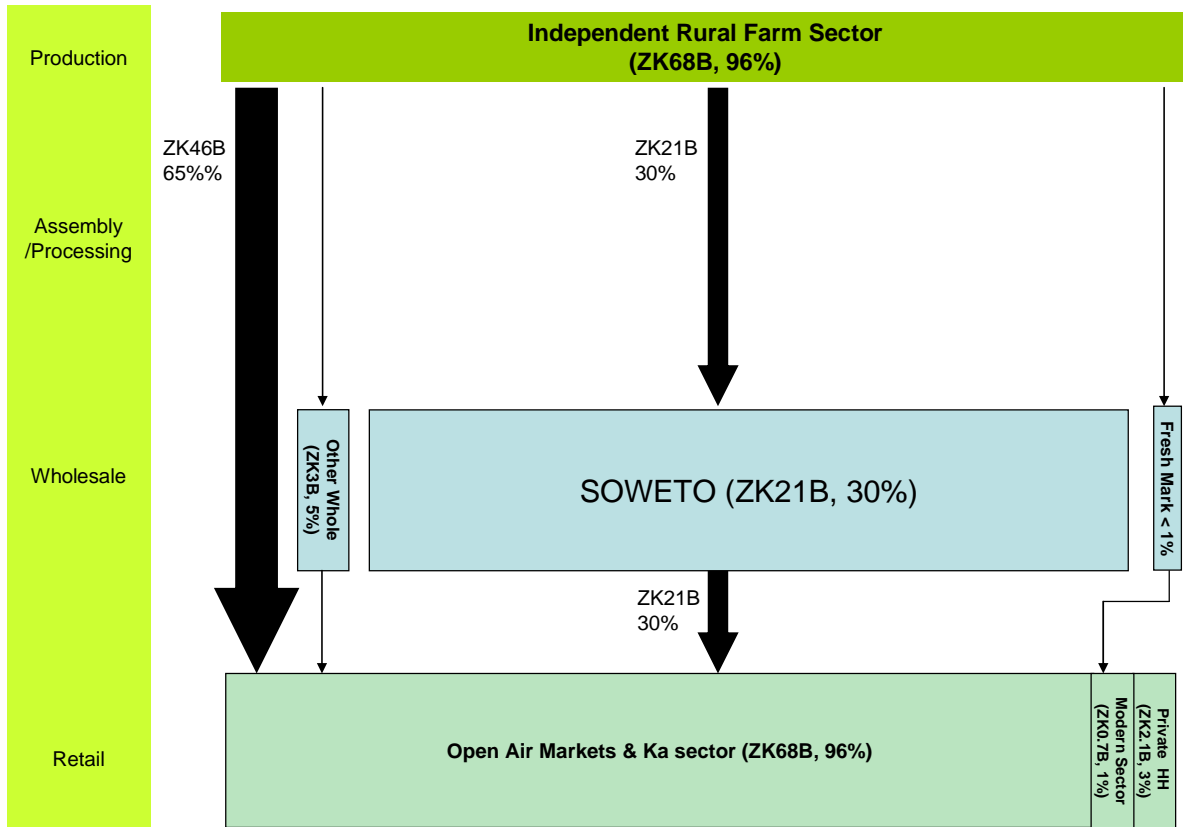 Independent Rural Farm Sector
(ZK68B, 96%)
Production
ZK46B
65%%
ZK21B
30%
Assembly
/Processing
Wholesale
Other Whole
(ZK3B, 5%)
SOWETO (ZK21B, 30%)
Fresh Mark < 1%
ZK21B
30%
Retail
Open Air Markets & Ka sector (ZK68B, 96%)
Modern Sector
(ZK0.7B, 1%)
Private HH
(ZK2.1B, 3%)